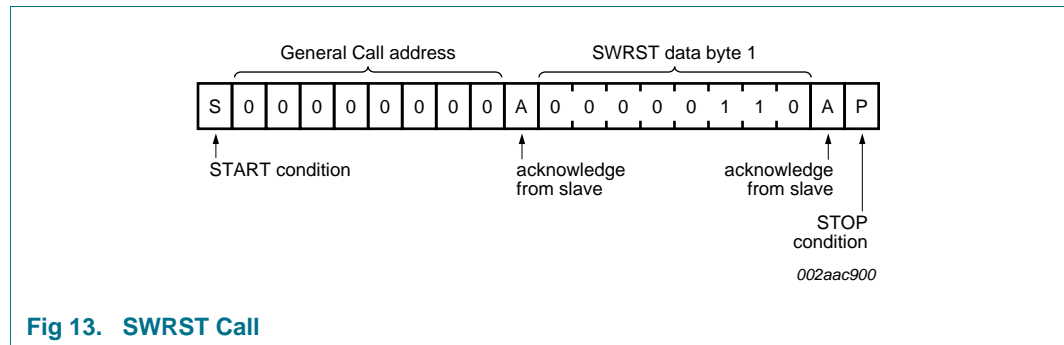 General Call address
SWRST data byte 1
S 0 0 0 0 0 0 0 0 A 0 0 0 0 0 1 1 0 A P
START condition
acknowledge
from slave
acknowledge
from slave
STOP
condition
002aac900
Fig 13. SWRST Call